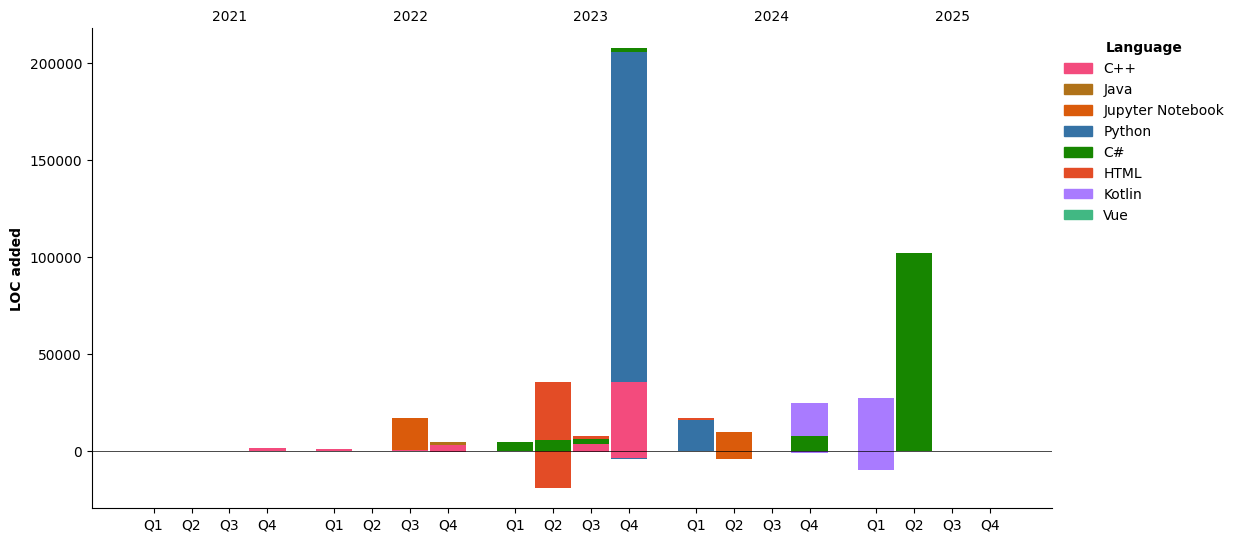 2021 2022 2023 2024 2025
Language
C++
Java
Jupyter Notebook
Python
C#
HTML
Kotlin
Vue
LOC added
200000
150000
100000
50000
0
Q1 Q2 Q3 Q4 Q1 Q2 Q3 Q4 Q1 Q2 Q3 Q4 Q1 Q2 Q3 Q4 Q1 Q2 Q3 Q4